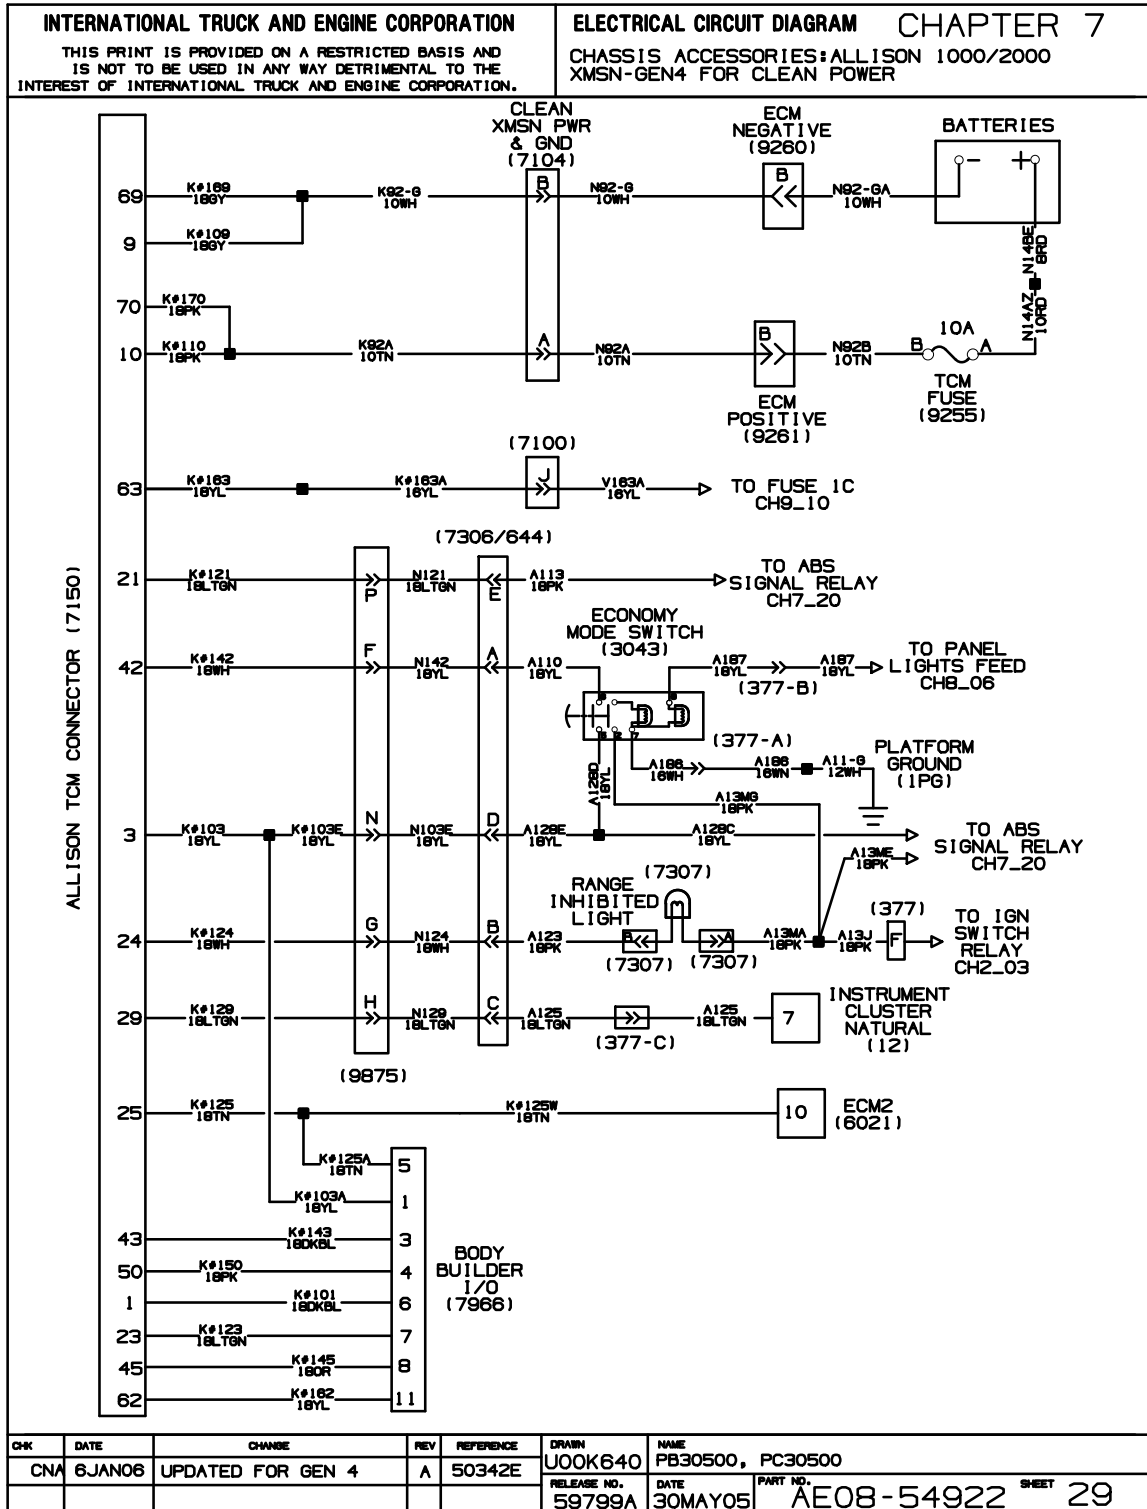 INTERNATIONAL TRUCK AND ENGINE CORPORATION
THIS PRINT IS PROVIDED ON A RESTRICTED BASIS AND
IS NOT TO BE USED IN ANY WAY DETRIMENTAL TO THE
INTEREST OF INTERNATIONAL TRUCK AND ENGINE CORPORATION.
ELECTRICAL CIRCUIT DIAGRAM CHAPTER 7
CHASSIS ACCESSORIES:ALLISON 1000/2000
XMSN-GEN4 FOR CLEAN POWER
CLEAN
XMSN PWR
& GND
(7104)
ECM
NEGATIVE
(9260)
BATTERIES
- +
69
K#169
18GY
K92-G
10WH
B
N92-G
10WH
B
N92-GA
10WH
9
K#109
18GY
N14BE
8RD
N14AZ
10RD
70
K#170
18PK
10
K#110
18PK
K92A
10TN
A
N92A
10TN
B
N92B
10TN
10A
B
A
TCM
FUSE
(9255)
ECM
POSITIVE
(9261)
(7100)
63
K#163
18YL
K#163A
16YL
J
V163A
16YL
TO FUSE 1C
CH9_10
(7306/644)
ALLISON TCM CONNECTOR (7150)
21
K#121
18LTGN
P
N121
18LTGN
E
A113
18PK
TO ABS
SIGNAL RELAY
CH7_20
ECONOMY
MODE SWITCH
(3043)
42
K#142
18WH
F
N142
18YL
A
A110
18YL
A187
18YL
(377-B)
A187
18YL
TO PANEL
LIGHTS FEED
CH8_06
2
7
(377-A)
A186
16WH
A186
16WN
A11-G
12WH
PLATFORM
GROUND
(1PG)
A128D
18YL
A13MG
18PK
3
K#103
18YL
K#103E
18YL
N
N103E
18YL
D
A128E
18YL
A128C
18YL
TO ABS
SIGNAL RELAY
CH7_20
A13ME
18PK
RANGE
INHIBITED
LIGHT
(7307)
24
K#124
18WH
G
N124
18WH
B
A123
18PK
B
(7307)
A
(7307)
A13MA
18PK
A13J
18PK
(377)
F
TO IGN
SWITCH
RELAY
CH2_03
29
K#129
18LTGN
H
N129
18LTGN
C
A125
18LTGN
(377-C)
A125
18LTGN
7
INSTRUMENT
CLUSTER
NATURAL
(12)
(9875)
25
K#125
18TN
K#125W
18TN
10
ECM2
(6021)
K#125A
18TN
5
K#103A
18YL
1
43
K#143
18DKBL
3
50
K#150
18PK
4
1
K#101
18DKBL
6
23
K#123
18LTGN
7
45
K#145
18OR
8
62
K#162
18YL
11
BODY
BUILDER
I/O
(7966)
CHK DATE CHANGE REV REFERENCE
CNA 6JAN06 UPDATED FOR GEN 4 A 50342E
DRAWN
U00K640
NAME
PB30500, PC30500
RELEASE NO.
59799A
DATE
30MAY05
PART NO.
AE08-54922
SHEET 29